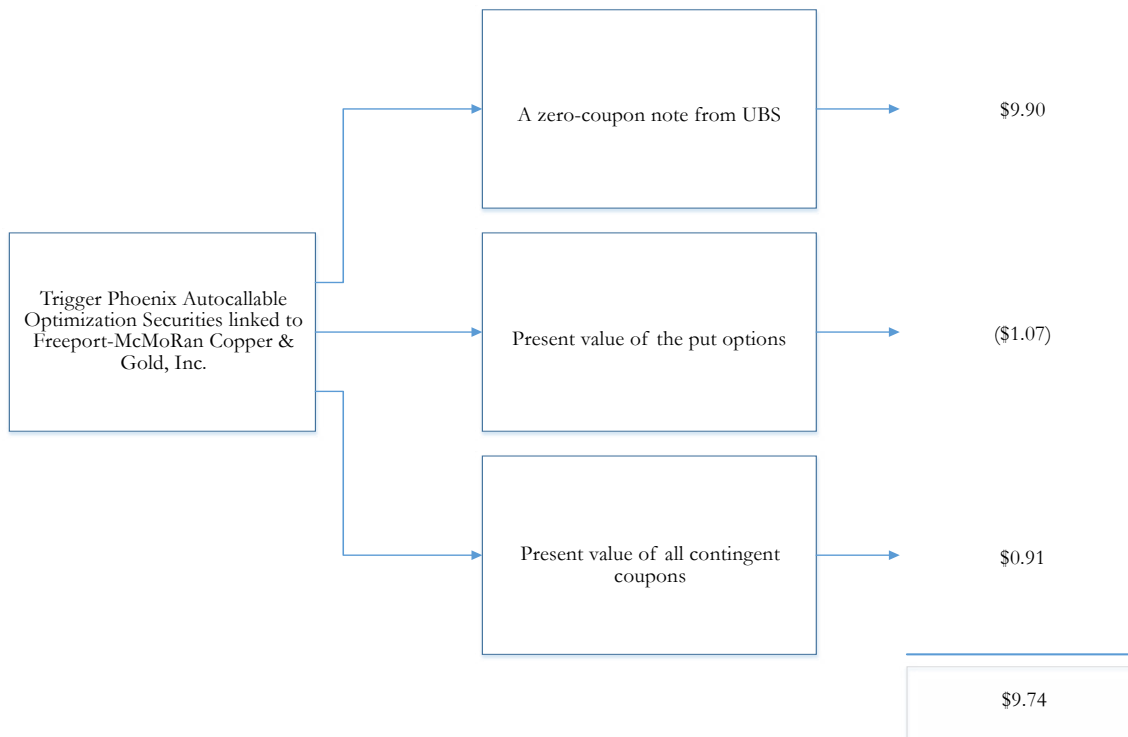 A zero-coupon note from UBS
$9.90
Trigger Phoenix Autocallable
Optimization Securities linked to
Freeport-McMoRan Copper &
Gold, Inc.
Present value of the put options
($1.07)
Present value of all contingent
coupons
$0.91
$9.74